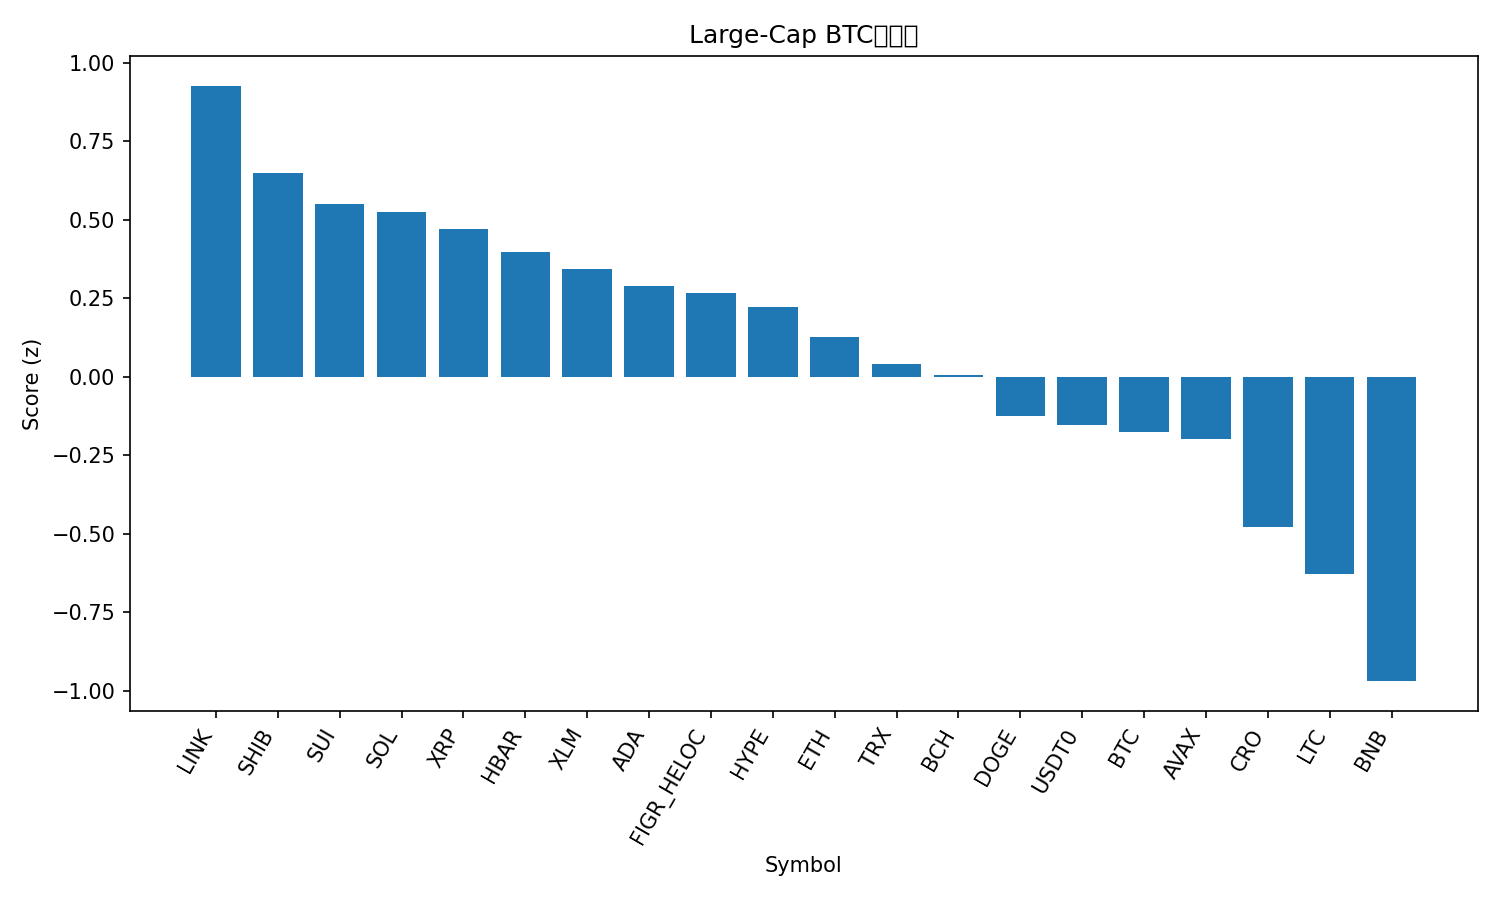 Large-Cap BTC
1.00
0.75
0.50
0.25
0.00
−0.25
−0.50
−0.75
−1.00
Score (z)
LINK
SHIB
SUI
SOL
XRP
HBAR
XLM
ADA
FIGR_HELOC
HYPE
ETH
TRX
BCH
DOGE
USDT0
BTC
AVAX
CRO
LTC
BNB
Symbol